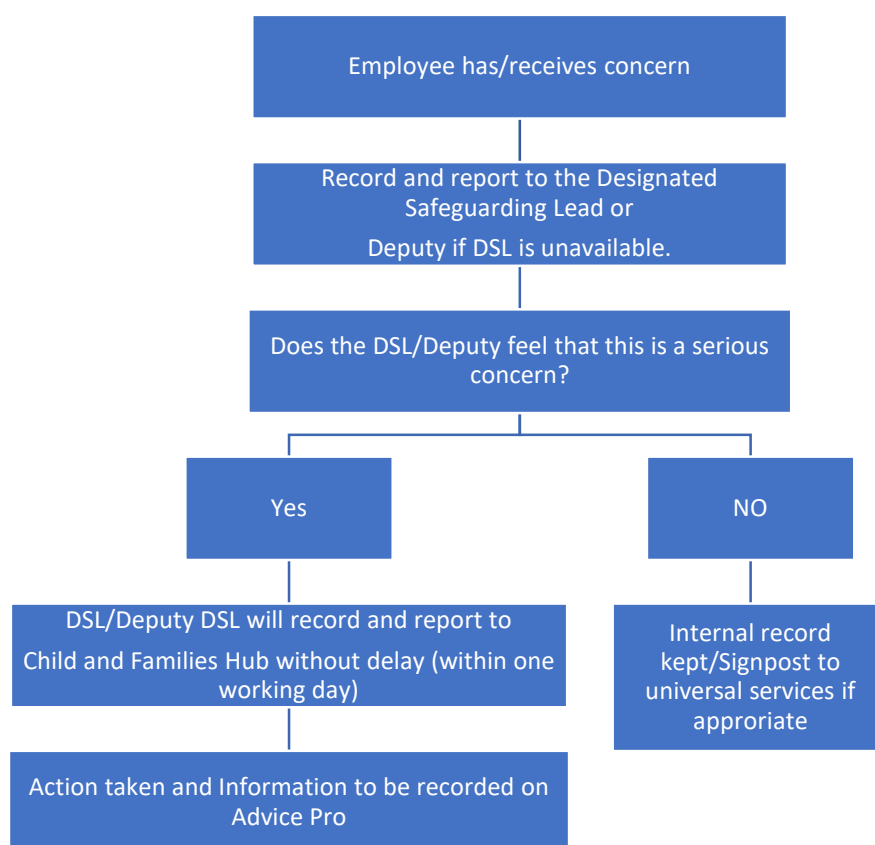 Employee has/receives concern
Record and report to the Designated
Safeguarding Lead or
Deputy if DSL is unavailable.
Does the DSL/Deputy feel that this is a serious
concern?
Yes
NO
DSL/Deputy DSL will record and report to
Child and Families Hub without delay (within one
working day)
Internal record
kept/Signpost to
universal services if
approriate
Action taken and Information to be recorded on
Advice Pro